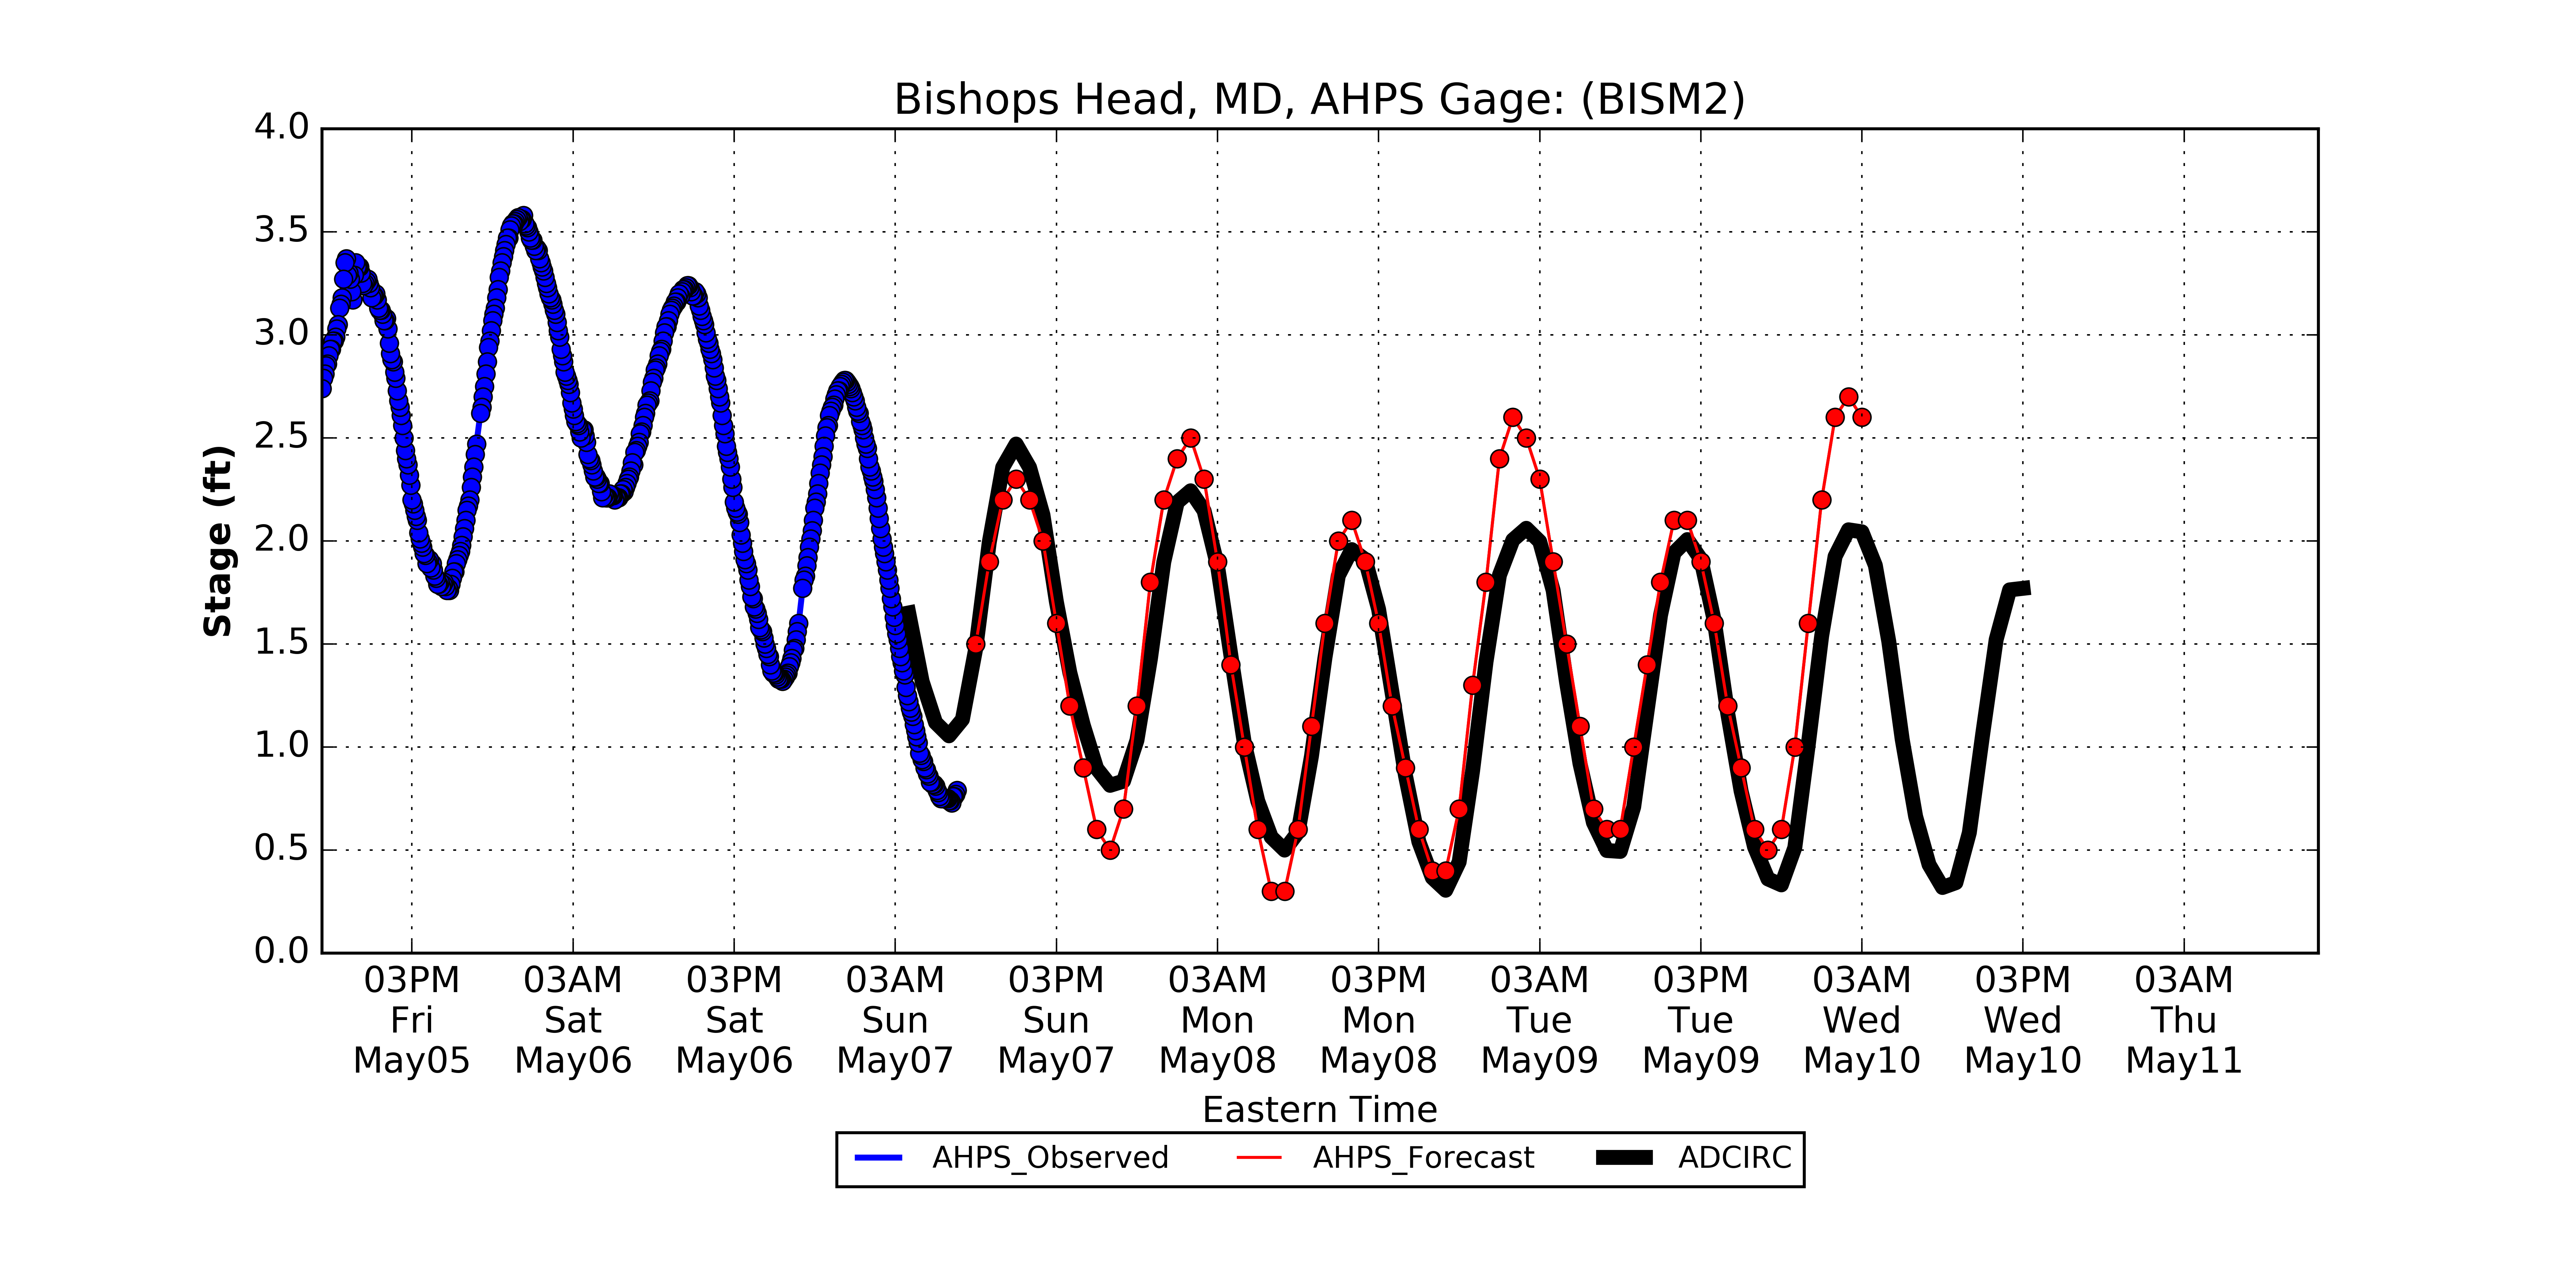 Bishops Head, MD, AHPS Gage: (BISM2)
4.0
3.5
3.0
2.5
2.0
1.5
1.0
0.5
0.0
Stage (ft)
03PM 03AM 03PM 03AM 03PM 03AM 03PM 03AM 03PM 03AM 03PM 03AM
Fri Sat Sat Sun Sun Mon Mon Tue Tue Wed Wed Thu
May05 May06 May06 May07 May07 May08 May08 May09 May09 May10 May10 May11
Eastern Time
AHPS_Observed AHPS_Forecast ADCIRC